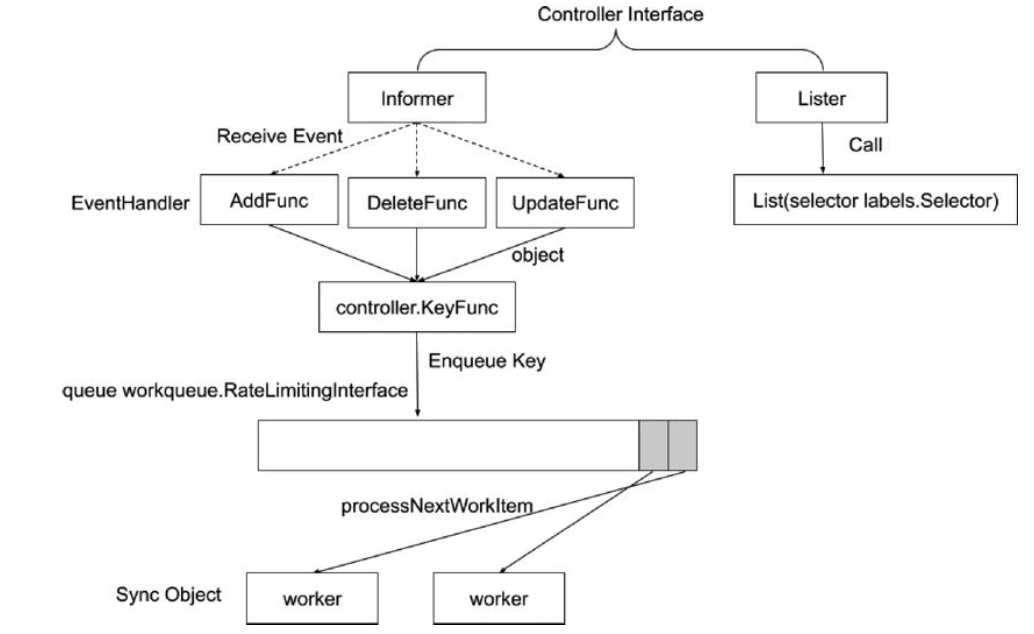 Controller Interface
Informer
Lister
Receive Event
Call
EventHandler
AddFunc
DeleteFunc
UpdateFunc
List(selector labels.Selector)
object
controller.KeyFunc
Enqueue Key
queue workqueue.RateLimitingInterface
processNextWorkItem
Sync Object
worker
worker